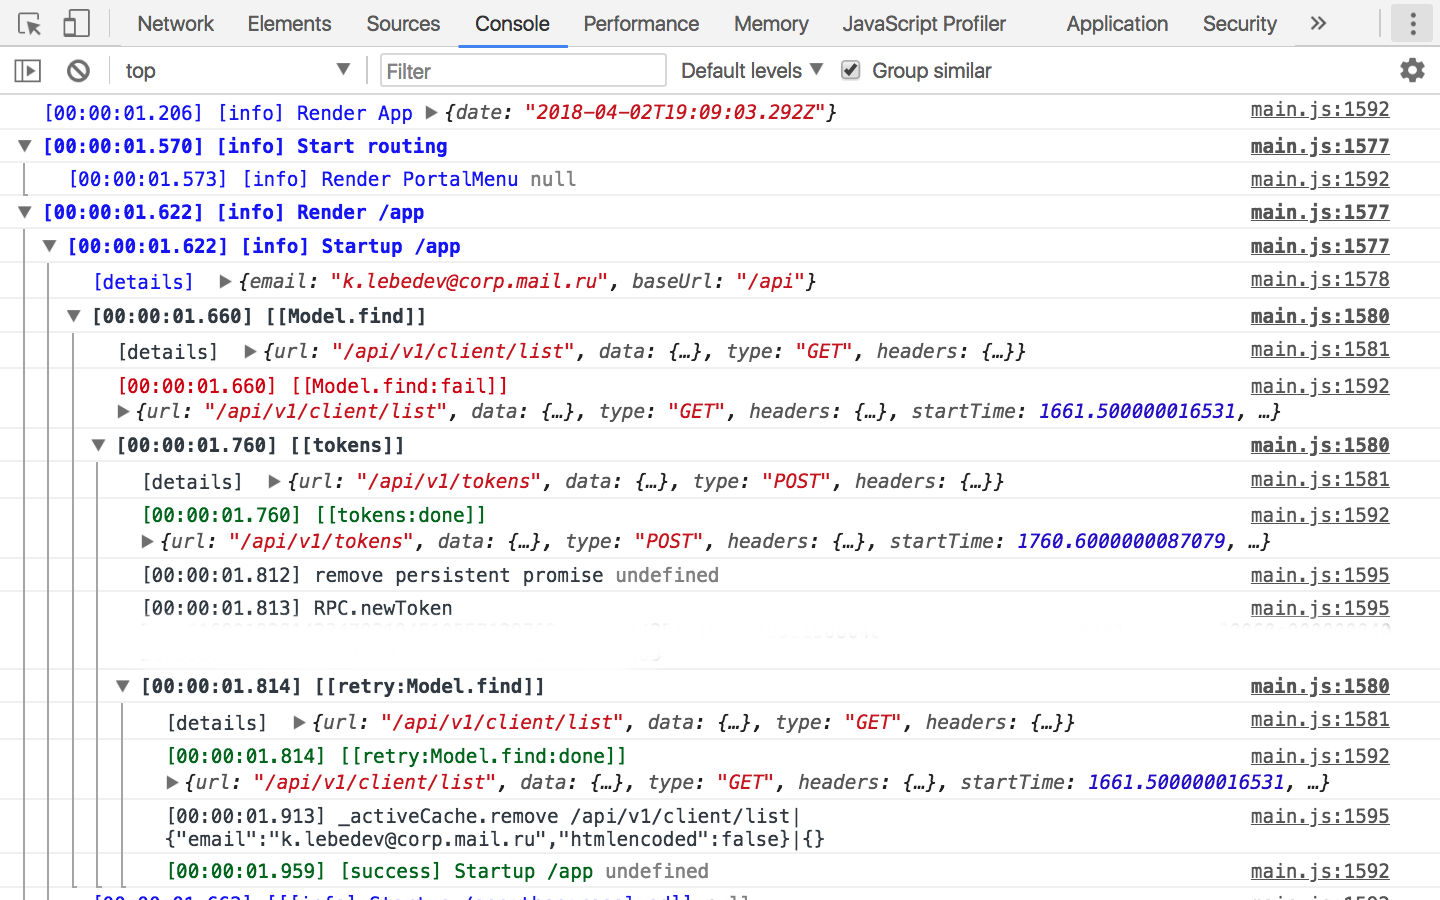 Network Elements Sources Console Performance Memory JavaScript Profiler Application Security »
top ▼ Filter Default levels ▼ Group similar
[00:00:01.206] [info] Render App ▶ {date: "2018-04-02T19:09:03.292Z"} main.js:1592
▼ [00:00:01.570] [info] Start routing main.js:1577
[00:00:01.573] [info] Render PortalMenu null main.js:1592
▼ [00:00:01.622] [info] Render /app main.js:1577
▼ [00:00:01.622] [info] Startup /app main.js:1577
[details] ▶ {email: "k.lebedev@corp.mail.ru", baseUrl: "/api"} main.js:1578
▼ [00:00:01.660] [[Model.find]] main.js:1580
[details] ▶ {url: "/api/v1/client/list", data: {…}, type: "GET", headers: {…}} main.js:1581
[00:00:01.660] [[Model.find:fail]] main.js:1592
▶ {url: "/api/v1/client/list", data: {…}, type: "GET", headers: {…}, startTime: 1661.500000016531, …}
▼ [00:00:01.760] [[tokens]] main.js:1580
[details] ▶ {url: "/api/v1/tokens", data: {…}, type: "POST", headers: {…}} main.js:1581
[00:00:01.760] [[tokens:done]] main.js:1592
▶ {url: "/api/v1/tokens", data: {…}, type: "POST", headers: {…}, startTime: 1760.6000000087079, …}
[00:00:01.812] remove persistent promise undefined main.js:1595
[00:00:01.813] RPC.newToken main.js:1595
▼ [00:00:01.814] [[retry:Model.find]] main.js:1580
[details] ▶ {url: "/api/v1/client/list", data: {…}, type: "GET", headers: {…}} main.js:1581
[00:00:01.814] [[retry:Model.find:done]] main.js:1592
▶ {url: "/api/v1/client/list", data: {…}, type: "GET", headers: {…}, startTime: 1661.500000016531, …}
[00:00:01.913] _activeCache.remove /api/v1/client/list| main.js:1595
{"email":"k.lebedev@corp.mail.ru","htmlencoded":false}|{}
[00:00:01.959] [success] Startup /app undefined main.js:1592